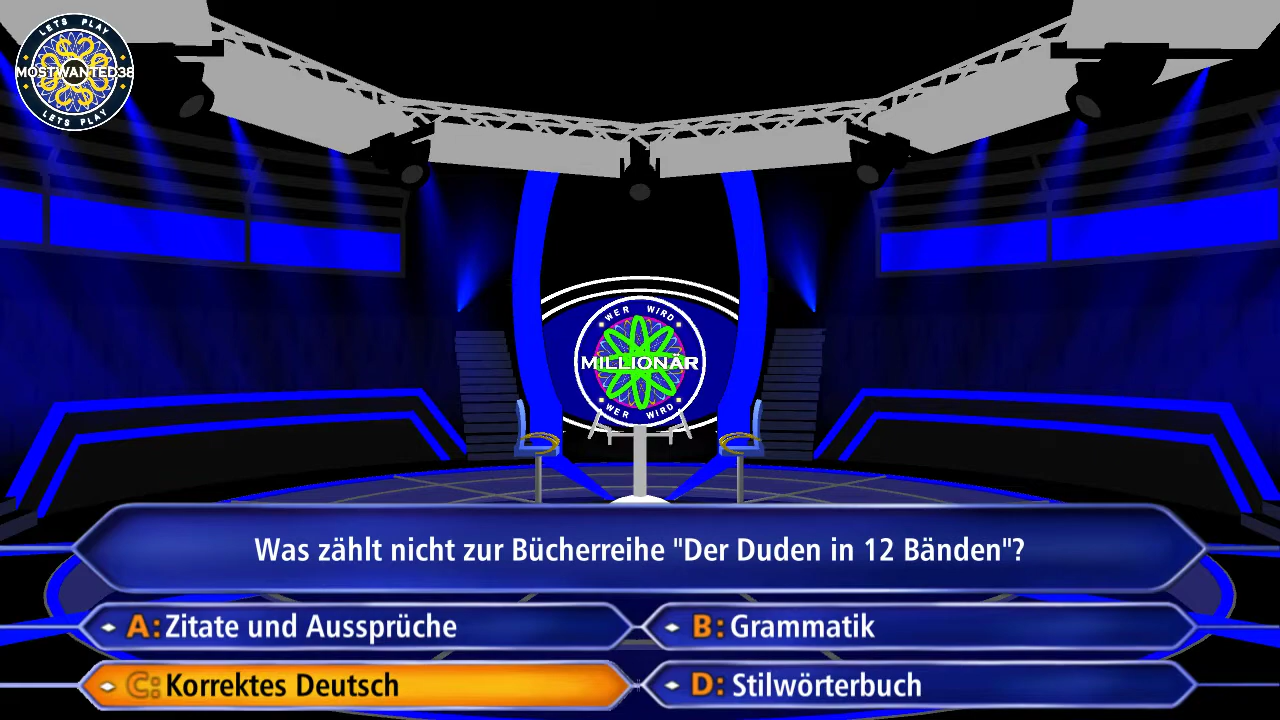 LETS PLAY
MOSTWANTED38
LETS PLAY
WER WIRD
MILLIONÄR
WER WIRD
Was zählt nicht zur Bücherreihe "Der Duden in 12 Bänden"?
A: Zitate und Aussprüche
B: Grammatik
C: Korrektes Deutsch
D: Stilwörterbuch